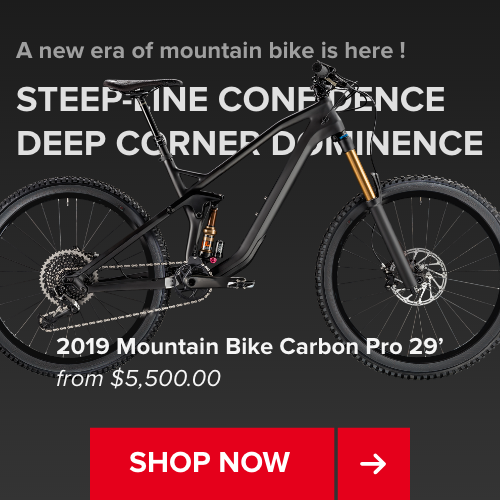 A new era of mountain bike is here !
STEEP-LINE CONFIDENCE
DEEP CORNER DOMINENCE
2019 Mountain Bike Carbon Pro 29’
from $5,500.00
SHOP NOW